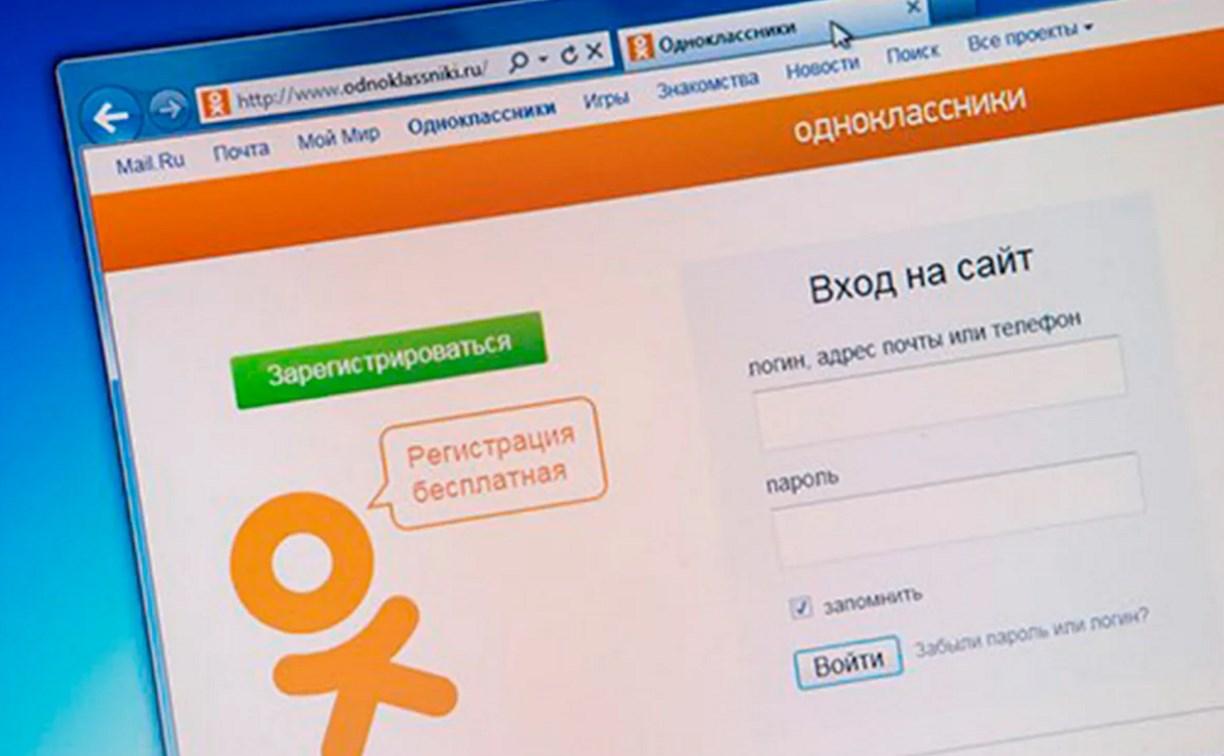 http://www.odnoklassniki.ru/
Одноклассники
Mail.Ru Почта Мой Мир Одноклассники Игры Знакомства Новости Поиск Все проекты
одноклассники
Зарегистрироваться
Регистрация
бесплатная
Вход на сайт
логин, адрес почты или телефон
пароль
запомнить
Войти Забыли пароль или логин?